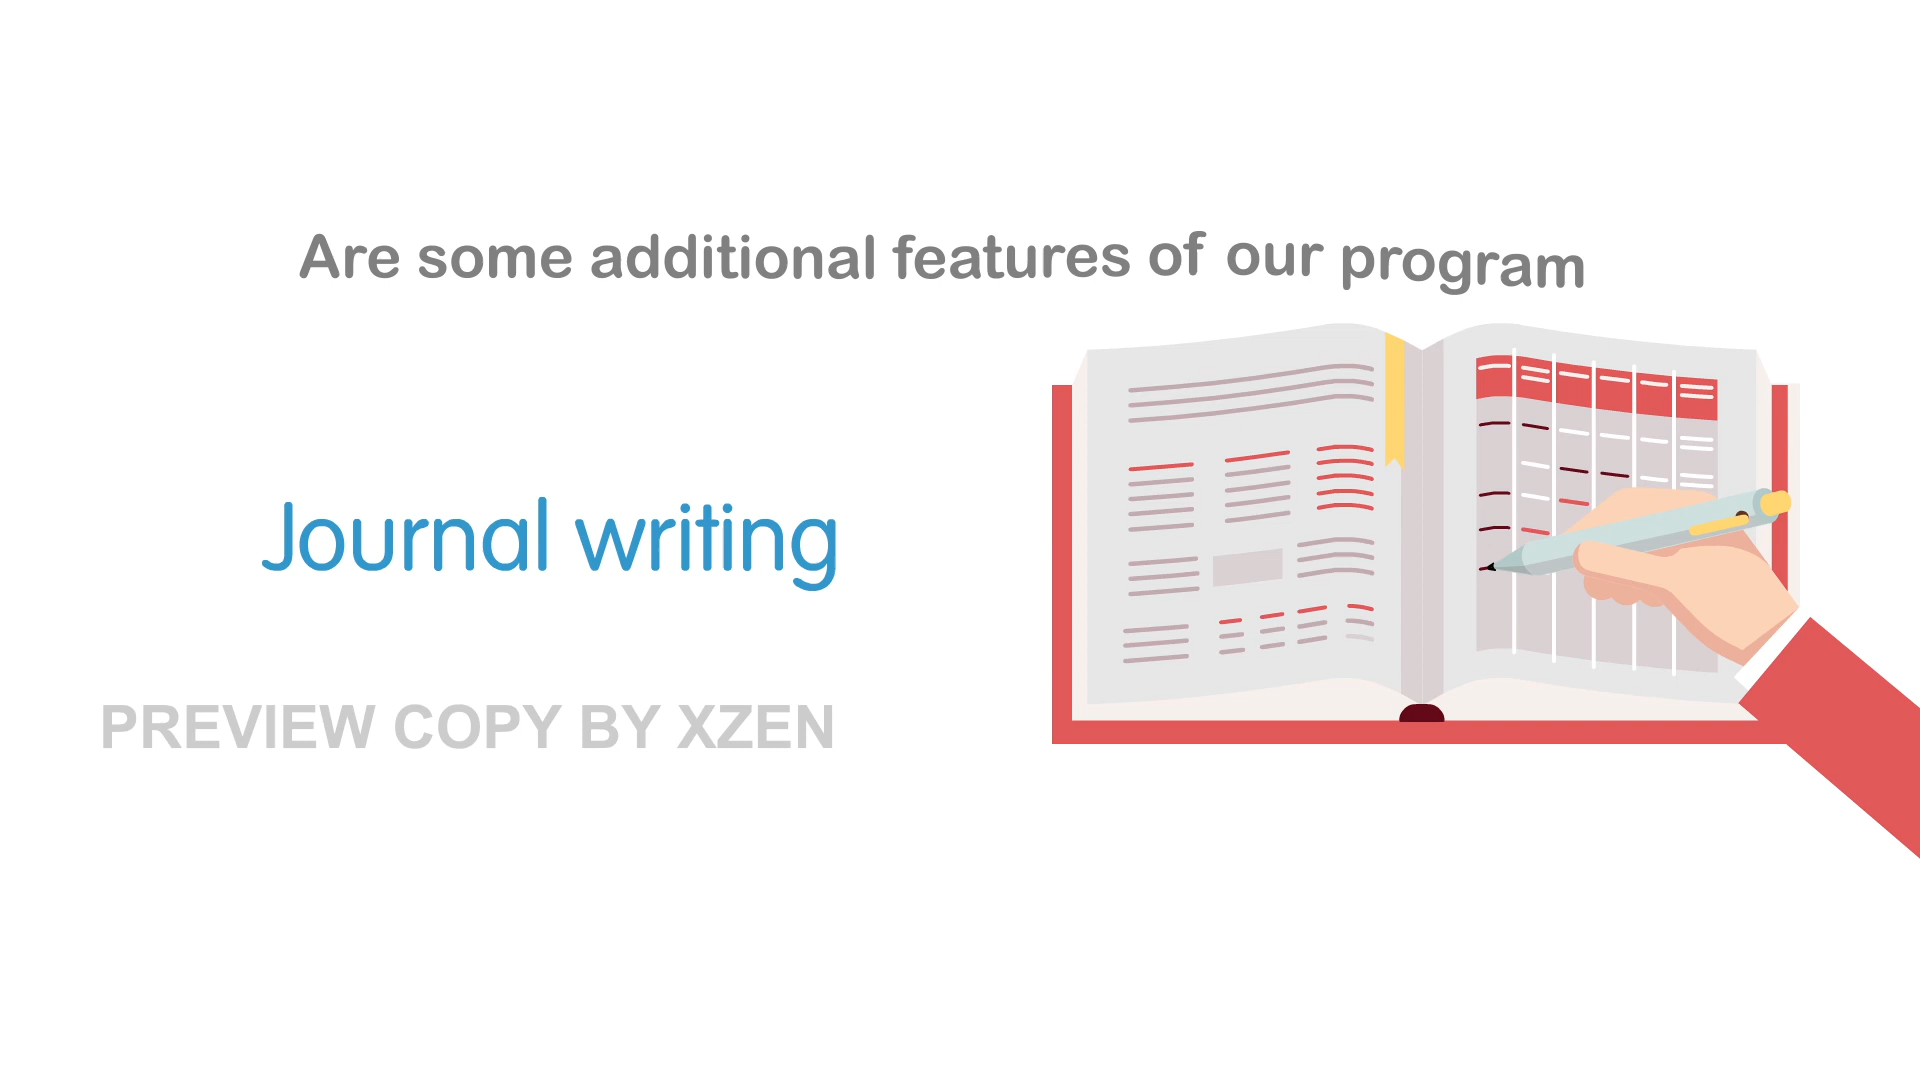 Are some additional features of our program
Journal writing
PREVIEW COPY BY XZEN